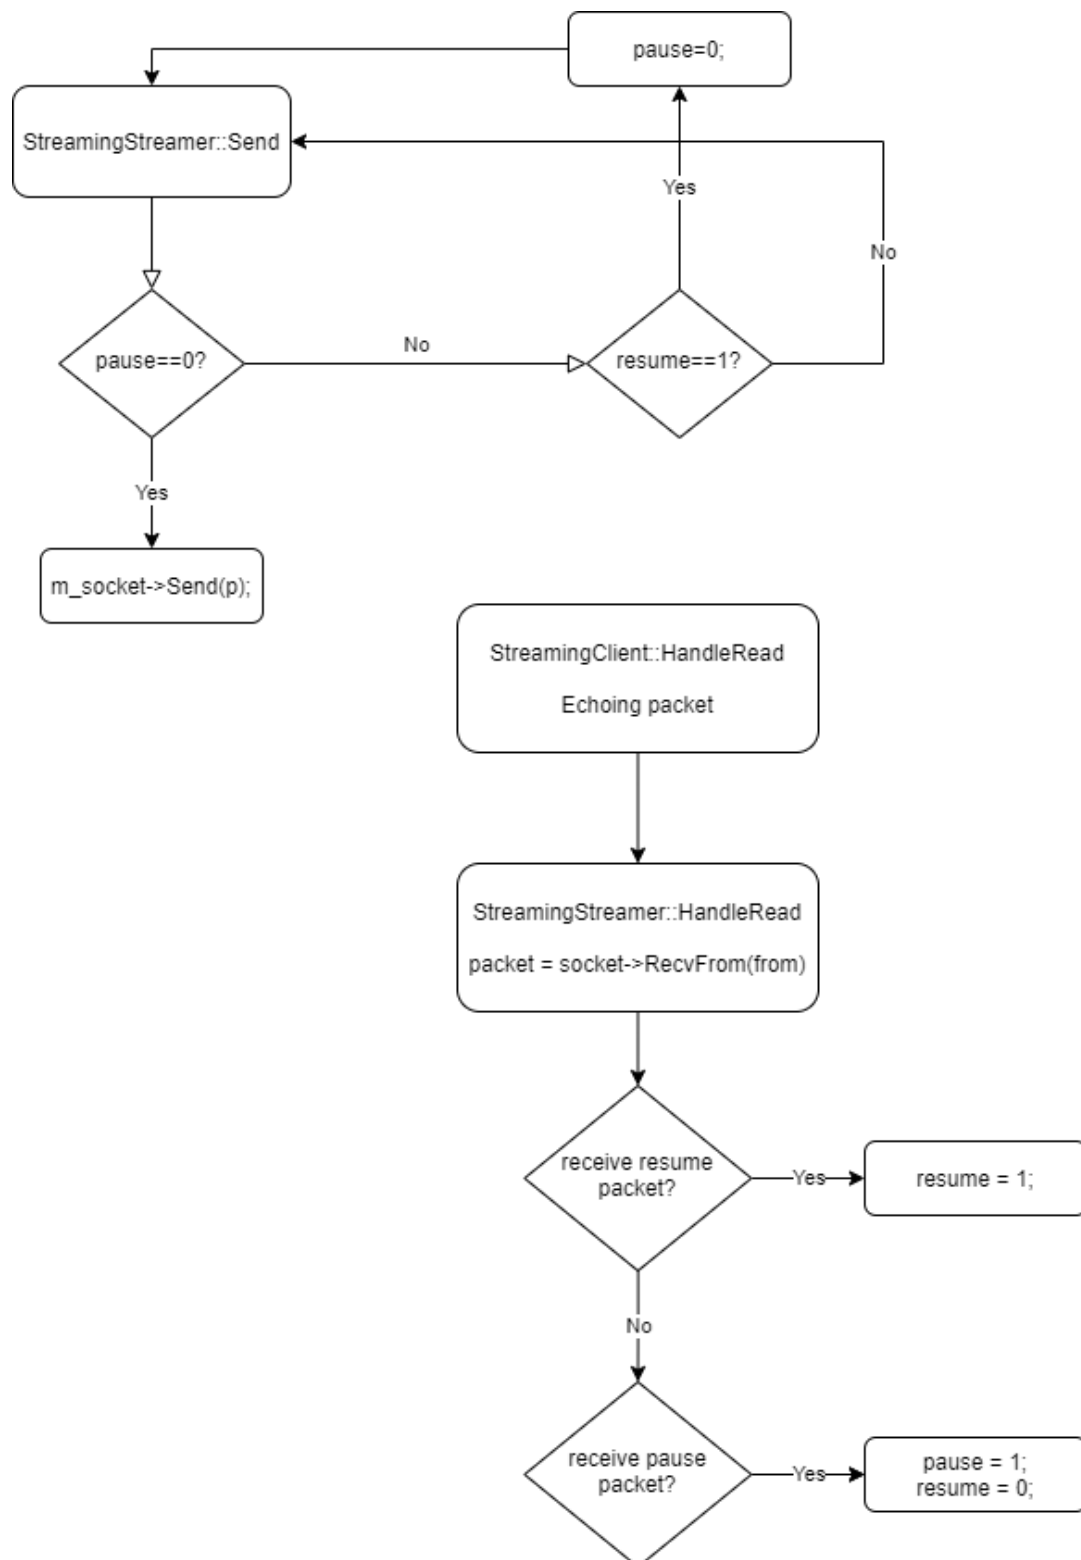 pause=0;
StreamingStreamer::Send
Yes
No
pause==0?
No
resume==1?
Yes
m_socket->Send(p);
StreamingClient::HandleRead
Echoing packet
StreamingStreamer::HandleRead
packet = socket->RecvFrom(from)
receive resume
packet?
Yes
resume = 1;
No
receive pause
packet?
Yes
pause = 1;
resume = 0;